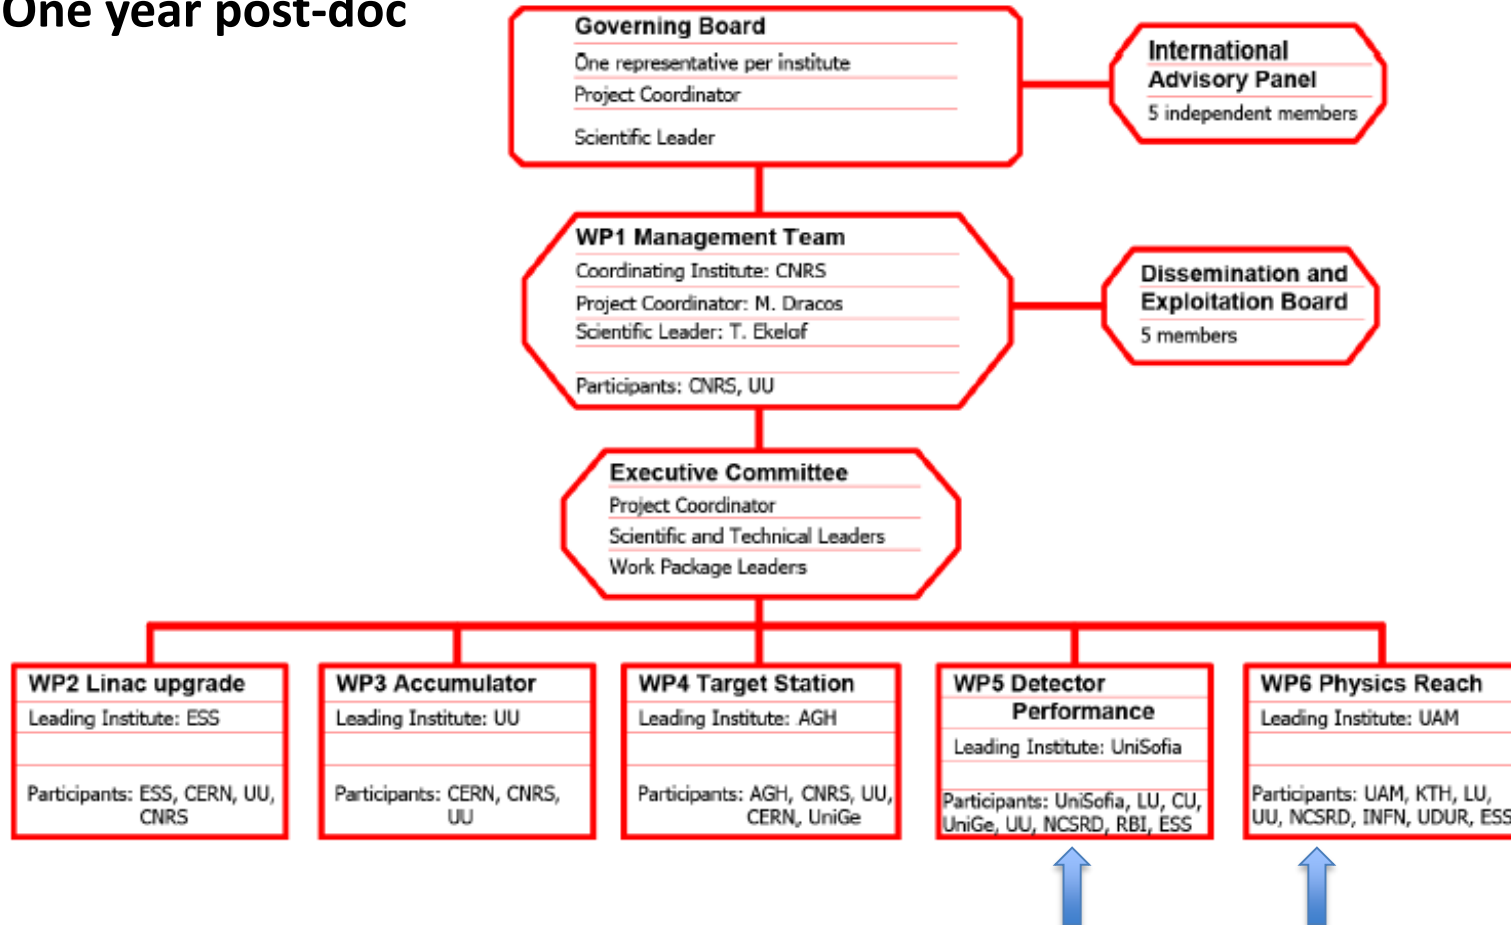 One year post-doc
Governing Board
One representative per institute
Project Coordinator
Scientific Leader
International
Advisory Panel
5 independent members
WP1 Management Team
Coordinating Institute: CNRS
Project Coordinator: M. Dracos
Scientific Leader: T. Ekelof
Participants: CNRS, UU
Dissemination and
Exploitation Board
5 members
Executive Committee
Project Coordinator
Scientific and Technical Leaders
Work Package Leaders
WP2 Linac upgrade
Leading Institute: ESS
Participants: ESS, CERN, UU,
CNRS
WP3 Accumulator
Leading Institute: UU
Participants: CERN, CNRS,
UU
WP4 Target Station
Leading Institute: AGH
Participants: AGH, CNRS, UU,
CERN, UniGe
WP5 Detector
Performance
Leading Institute: UniSofia
Participants: UniSofia, LU, CU,
UniGe, UU, NCSRD, RBI, ESS
WP6 Physics Reach
Leading Institute: UAM
Participants: UAM, KTH, LU,
UU, NCSRD, INFN, UDUR, ESS